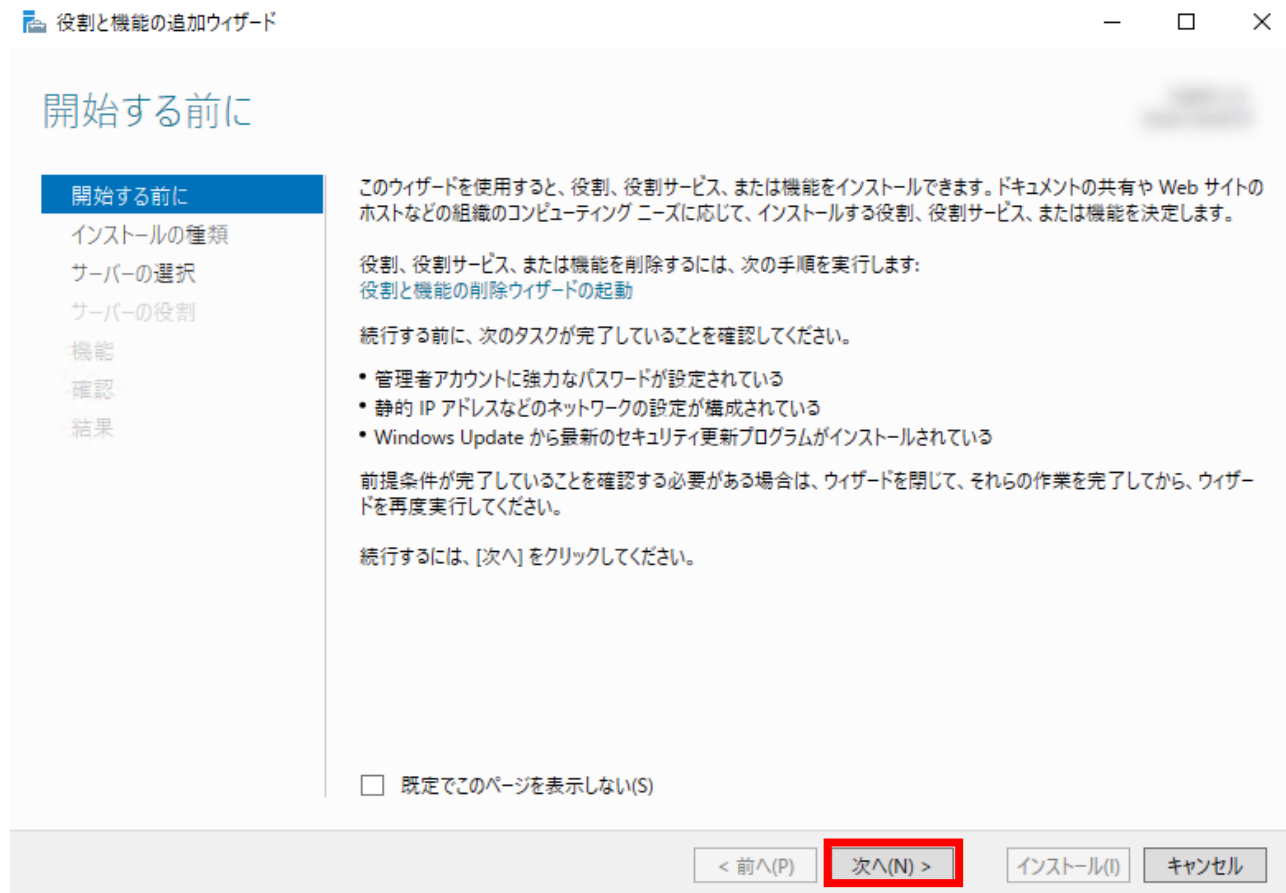 役割と機能の追加ウィザード
開始する前に
開始する前に
インストールの種類
サーバーの選択
サーバーの役割
機能
確認
結果
このウィザードを使用すると、役割、役割サービス、または機能をインストールできます。ドキュメントの共有や Web サイトの
ホストなどの組織のコンピューティング ニーズに応じて、インストールする役割、役割サービス、または機能を決定します。
役割、役割サービス、または機能を削除するには、次の手順を実行します:
役割と機能の削除ウィザードの起動
続行する前に、次のタスクが完了していることを確認してください。
• 管理者アカウントに強力なパスワードが設定されている
• 静的 IP アドレスなどのネットワークの設定が構成されている
• Windows Update から最新のセキュリティ更新プログラムがインストールされている
前提条件が完了していることを確認する必要がある場合は、ウィザードを閉じて、それらの作業を完了してから、ウィザー
ドを再度実行してください。
続行するには、[次へ] をクリックしてください。
既定でこのページを表示しない(S)
< 前へ(P)
次へ(N) >
インストール(I)
キャンセル